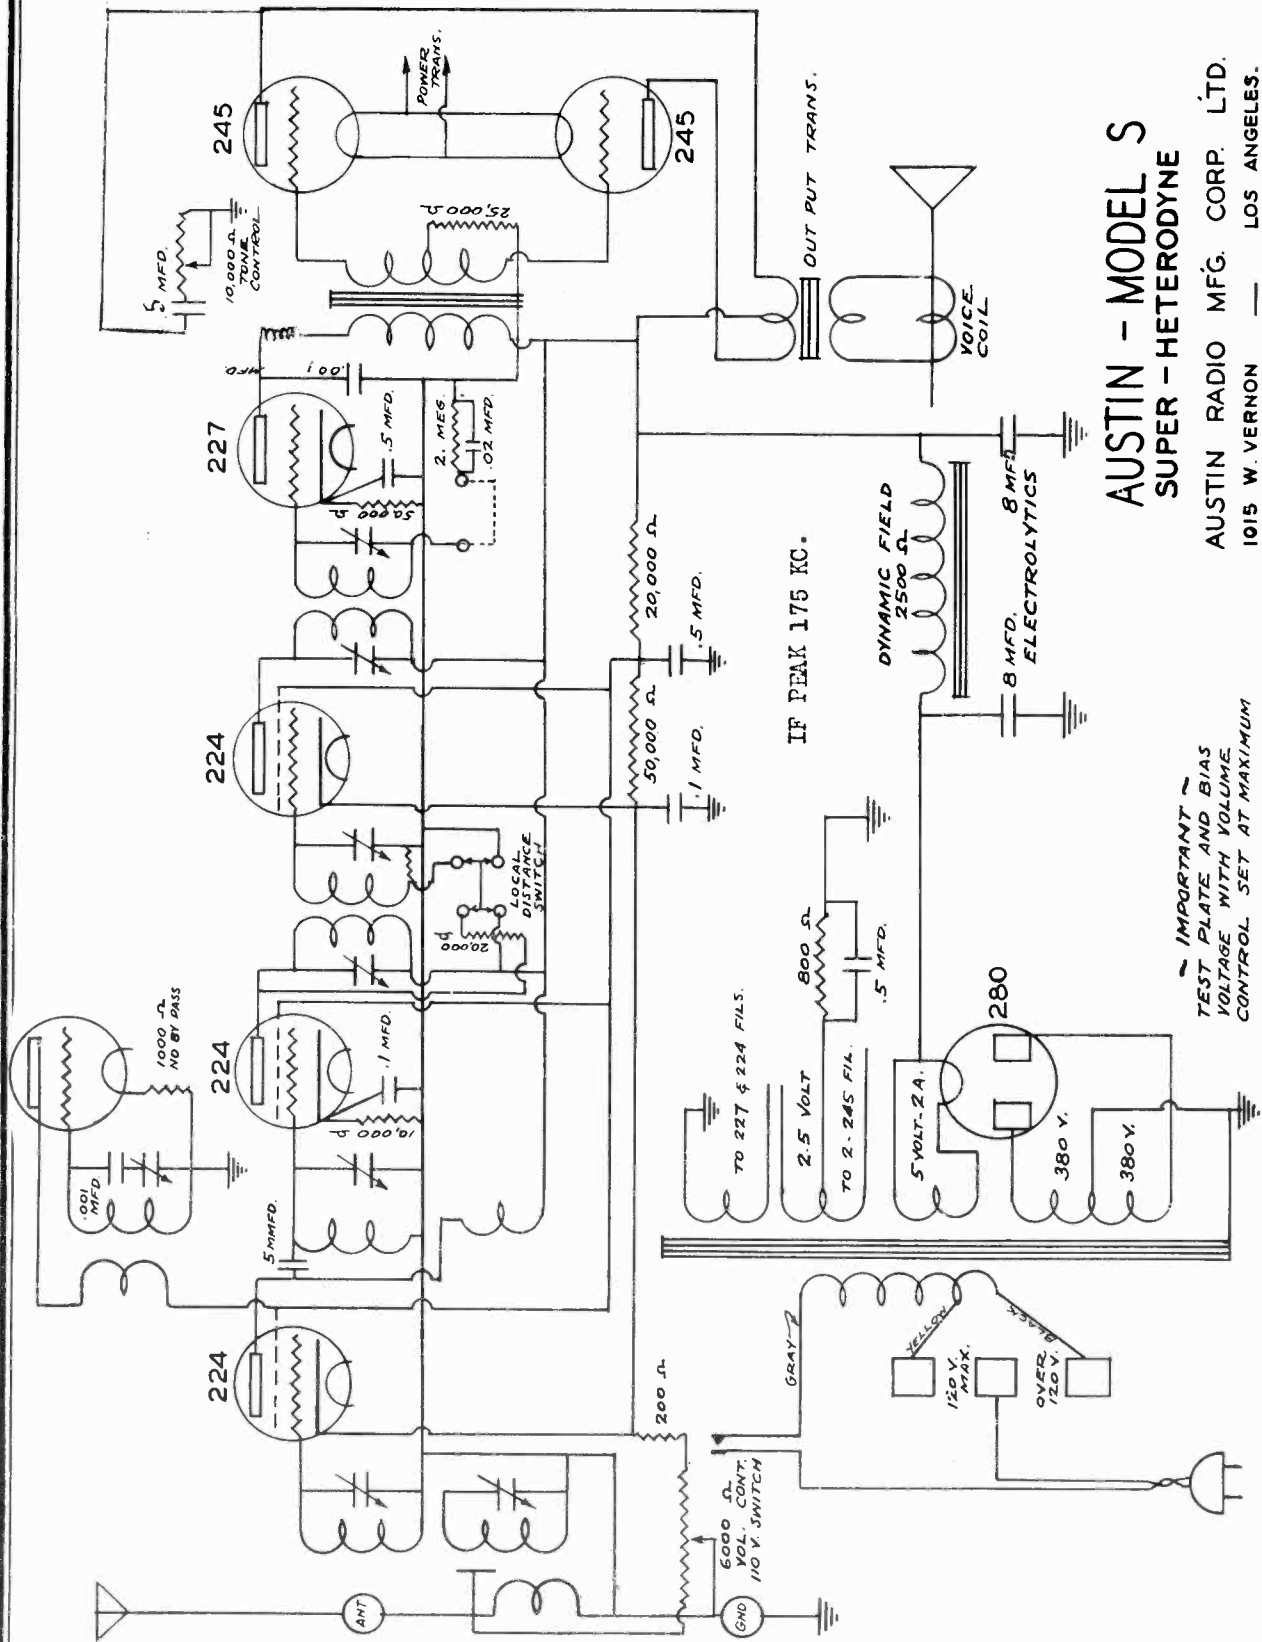 AUSTIN - MODEL S
SUPER - HETERODYNE
AUSTIN RADIO M'F'G. CORP. L'TD.
1015 W. VERNON — LOS ANGELES.
~ IMPORTANT ~
TEST PLATE AND BIAS
VOLTAGE WITH VOLUME
CONTROL SET AT MAXIMUM
IF PEAK 175 KC.
ANT
GND
6000 Ω
VOL. CONT.
110 V. SWITCH
200 Ω
224
5 MMFD.
.001
MFD.
1000 Ω
NO BY PASS
224
10,000 Ω
.1 MFD.
20,000 Ω
LOCAL
DISTANCE
SWITCH
224
50,000 Ω
.1 MFD.
20,000 Ω
.5 MFD.
227
50,000 Ω
.5 MFD.
2. MEG.
.02 MFD.
.001
MFD.
.5 MFD.
10,000 Ω
TONE
CONTROL
25,000 Ω
245
245
POWER
TRANS.
OUT PUT TRANS.
VOICE
COIL
DYNAMIC FIELD
2500 Ω
8 MFD.
8 MFD.
ELECTROLYTICS
800 Ω
.5 MFD.
TO 227 & 224 FILS.
2.5 VOLT
TO 2-245 FIL.
5 VOLT-2A.
280
380 V.
380 V.
GRAY
YELLOW
BLACK
120 V.
MAX.
OVER
120 V.